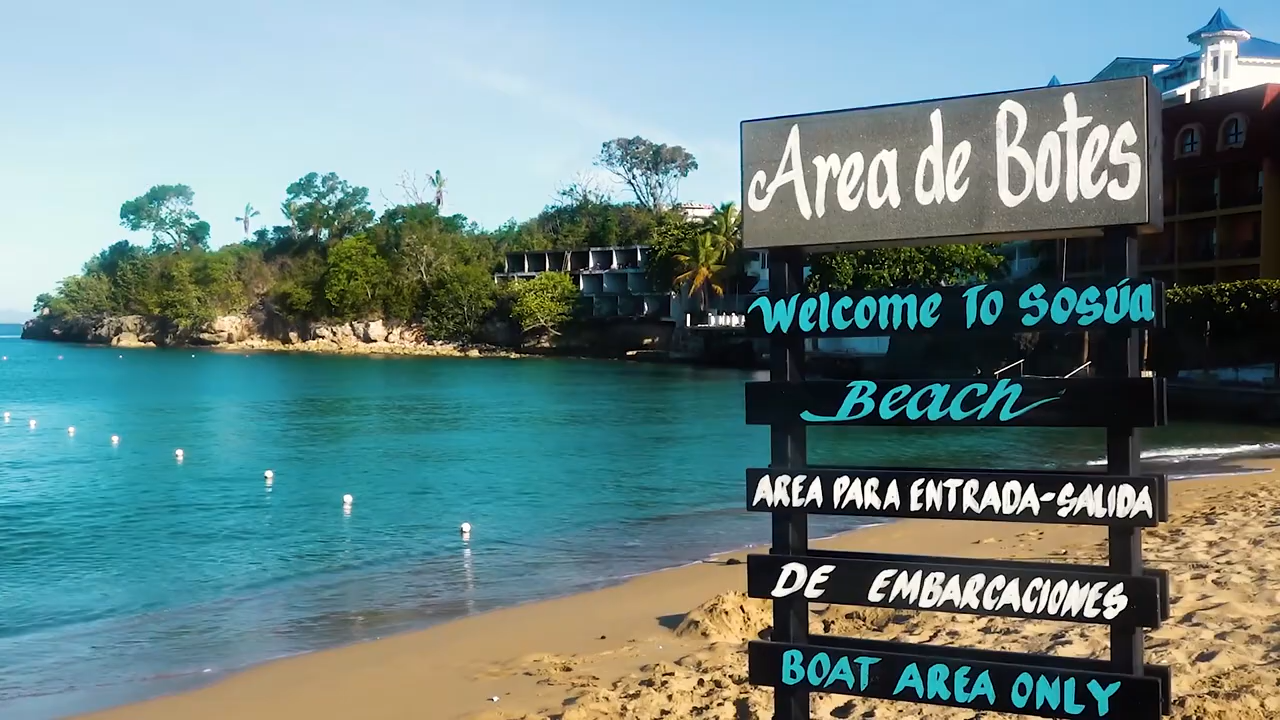 Area de Botes
Welcome To Sosúa
Beach
AREA PARA ENTRADA-SALIDA
DE EMBARCACIONES
BOAT AREA ONLY